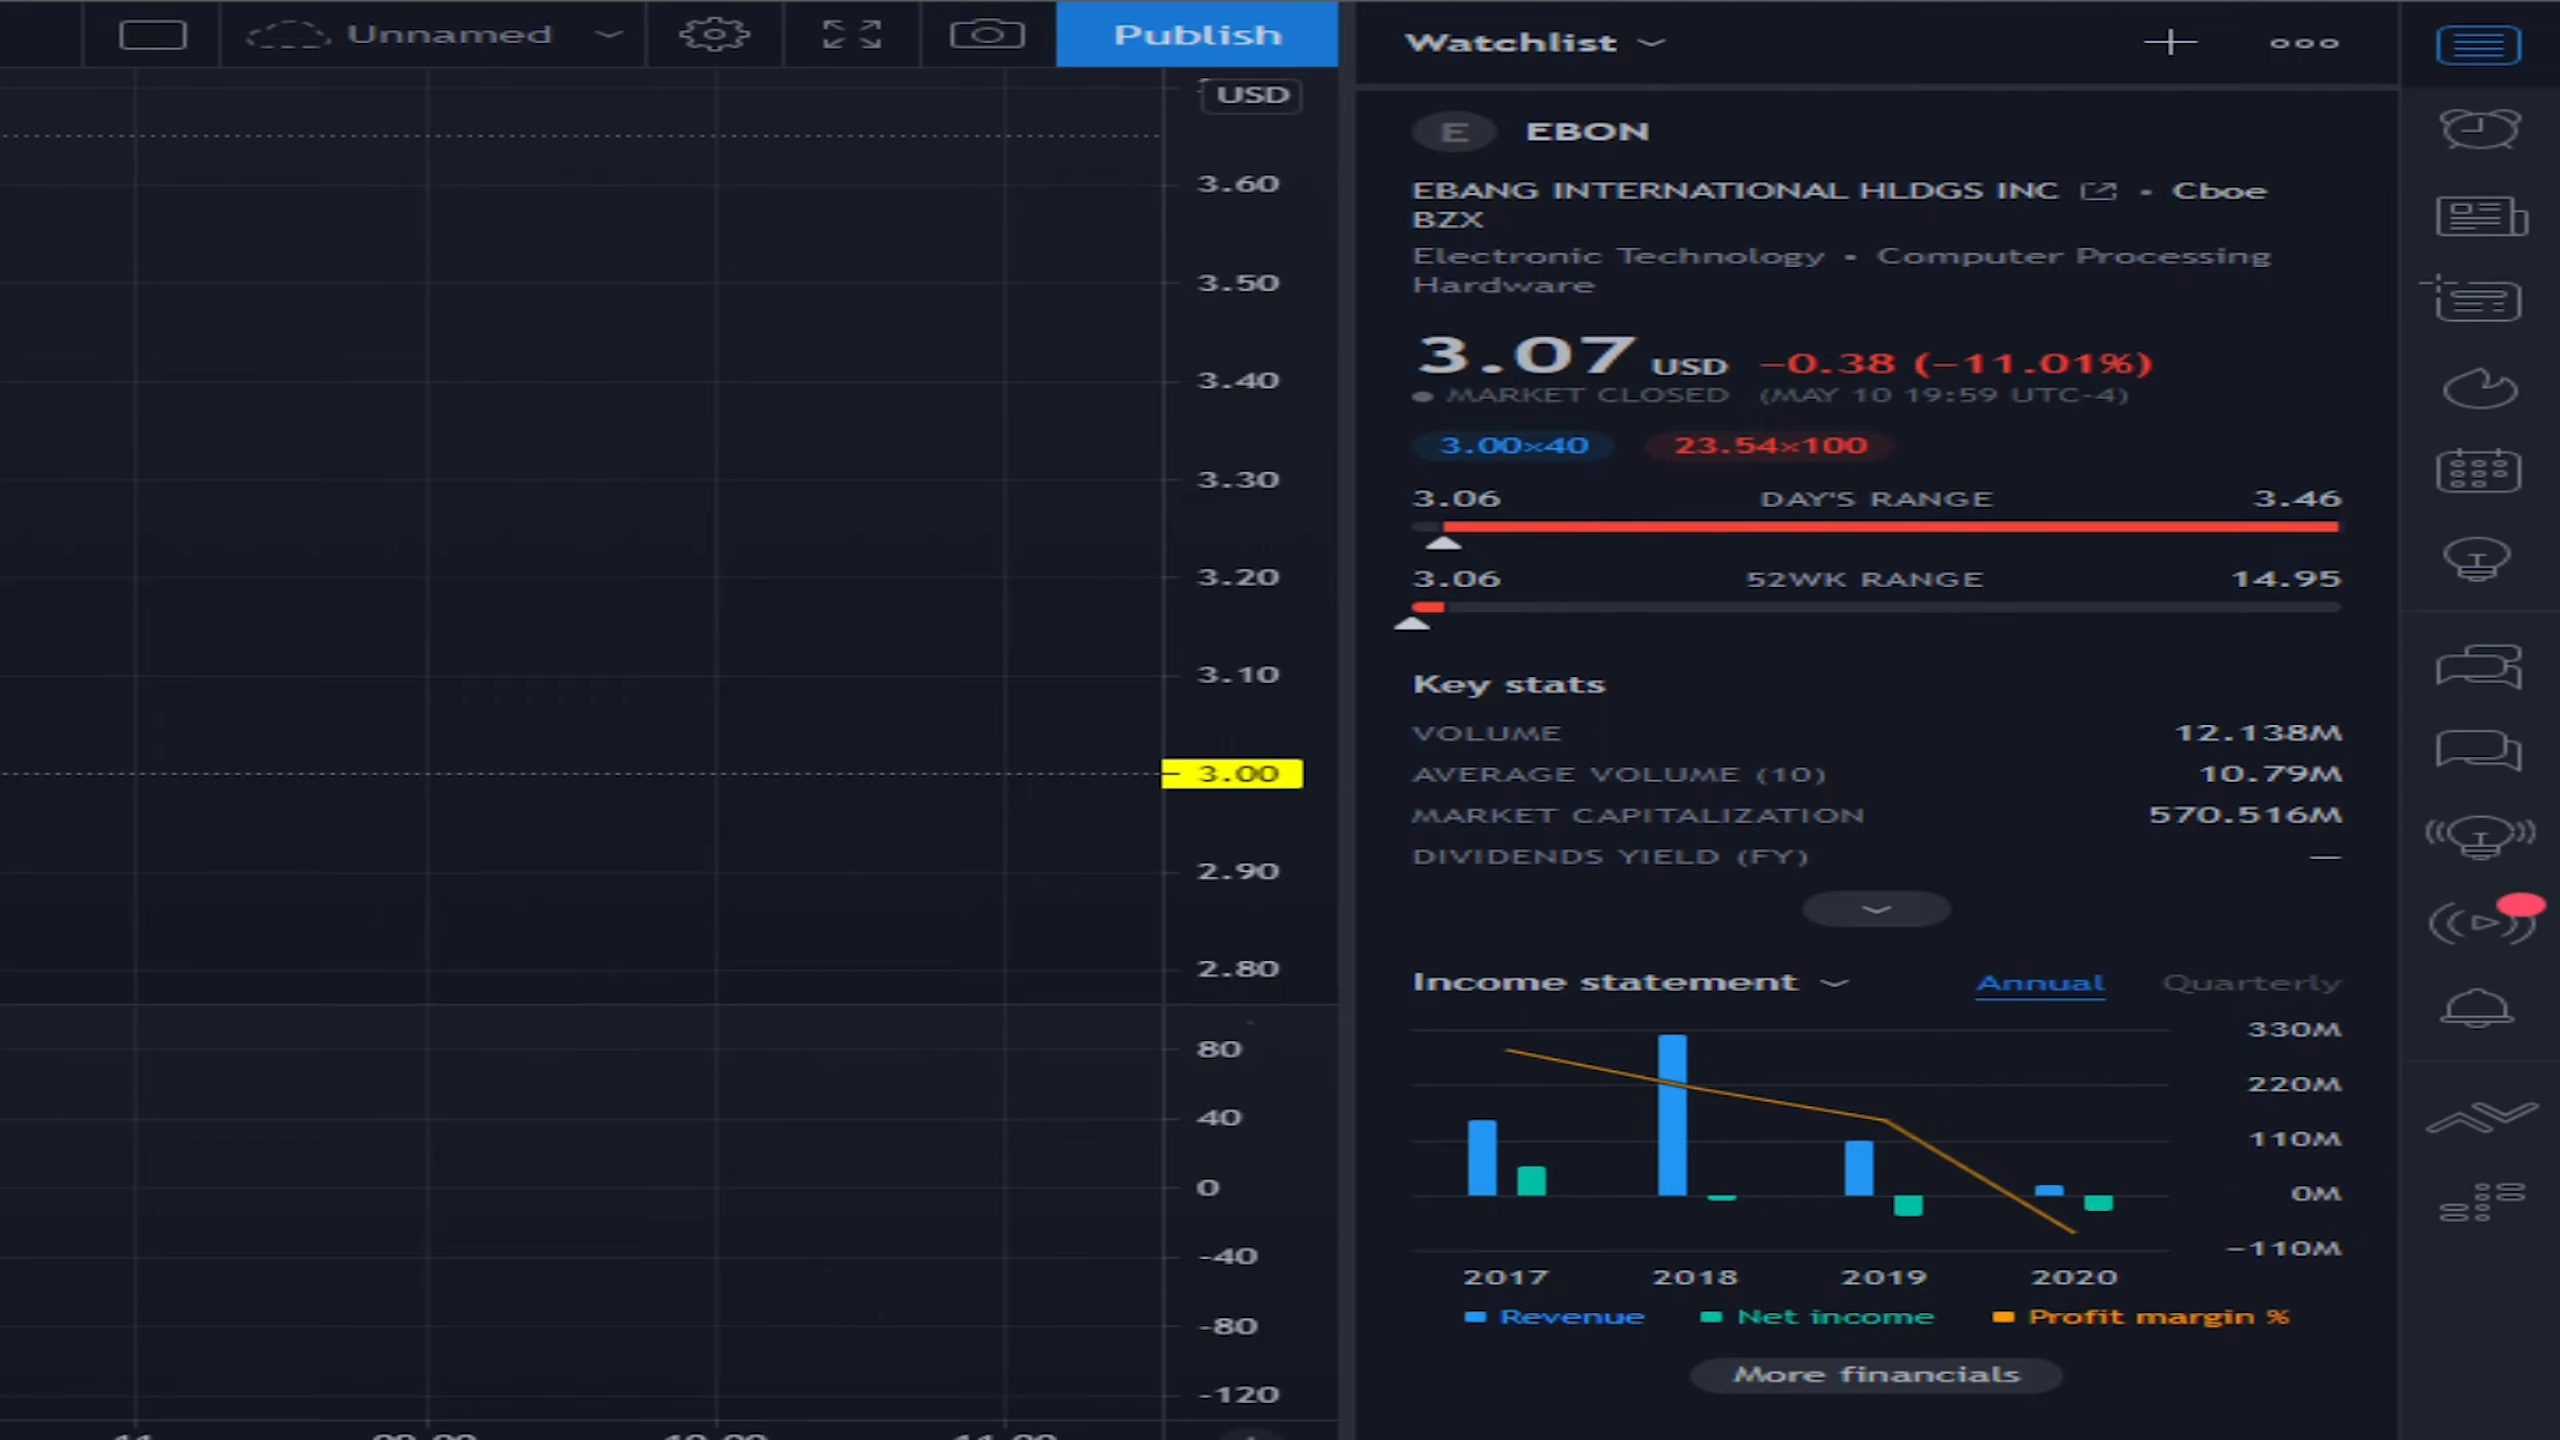 Unnamed
Publish
USD
3.60
3.50
3.40
3.30
3.20
3.10
3.00
2.90
2.80
80
40
0
-40
-80
-120
Watchlist
E EBON
EBANG INTERNATIONAL HLDGS INC • Cboe
BZX
Electronic Technology • Computer Processing
Hardware
3.07 USD −0.38 (−11.01%)
MARKET CLOSED (MAY 10 19:59 UTC-4)
3.00×40 23.54×100
3.06 DAY'S RANGE 3.46
3.06 52WK RANGE 14.95
Key stats
VOLUME 12.138M
AVERAGE VOLUME (10) 10.79M
MARKET CAPITALIZATION 570.516M
DIVIDENDS YIELD (FY) —
Income statement Annual Quarterly
330M
220M
110M
0M
−110M
2017 2018 2019 2020
Revenue Net income Profit margin %
More financials